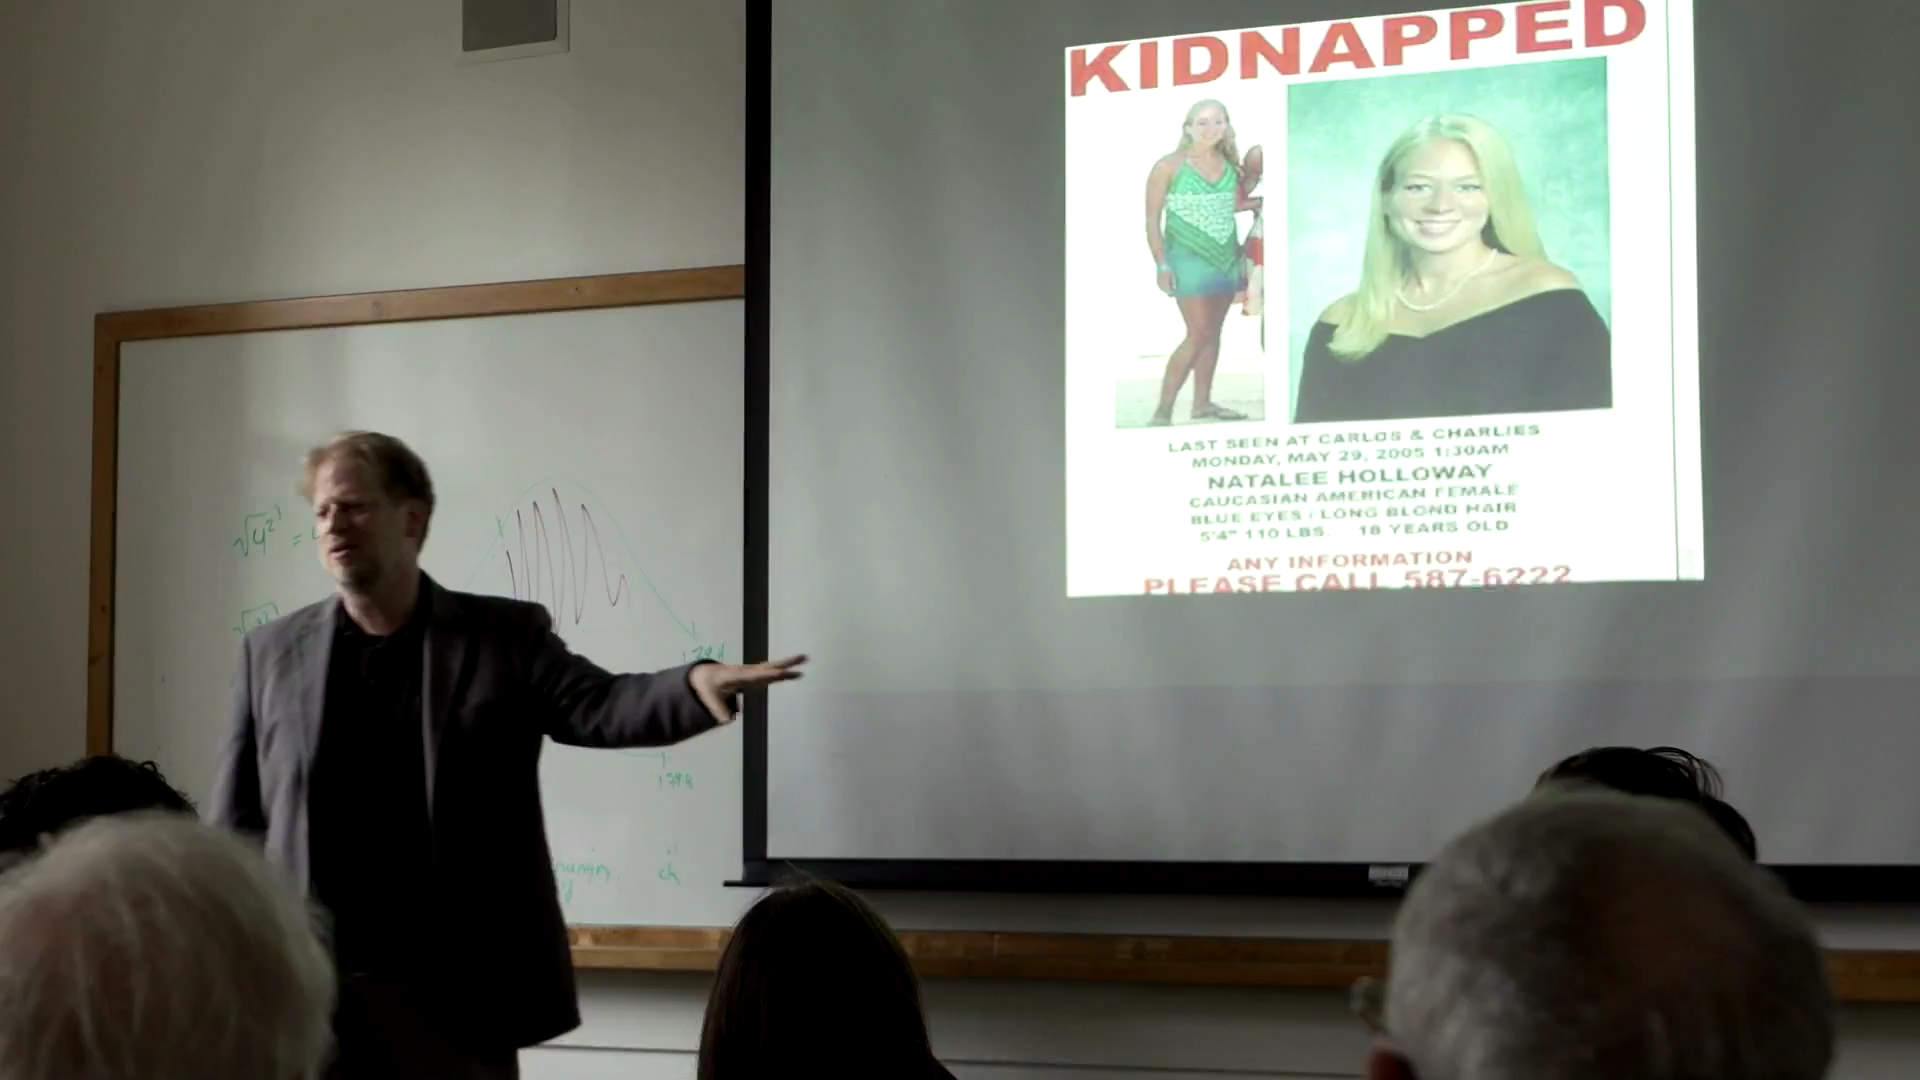 KIDNAPPED
LAST SEEN AT CARLOS & CHARLIES
MONDAY, MAY 29, 2005 1:30AM
NATALEE HOLLOWAY
CAUCASIAN AMERICAN FEMALE
BLUE EYES / LONG BLOND HAIR
5'4" 110 LBS. 18 YEARS OLD
ANY INFORMATION
PLEASE CALL 587-6222